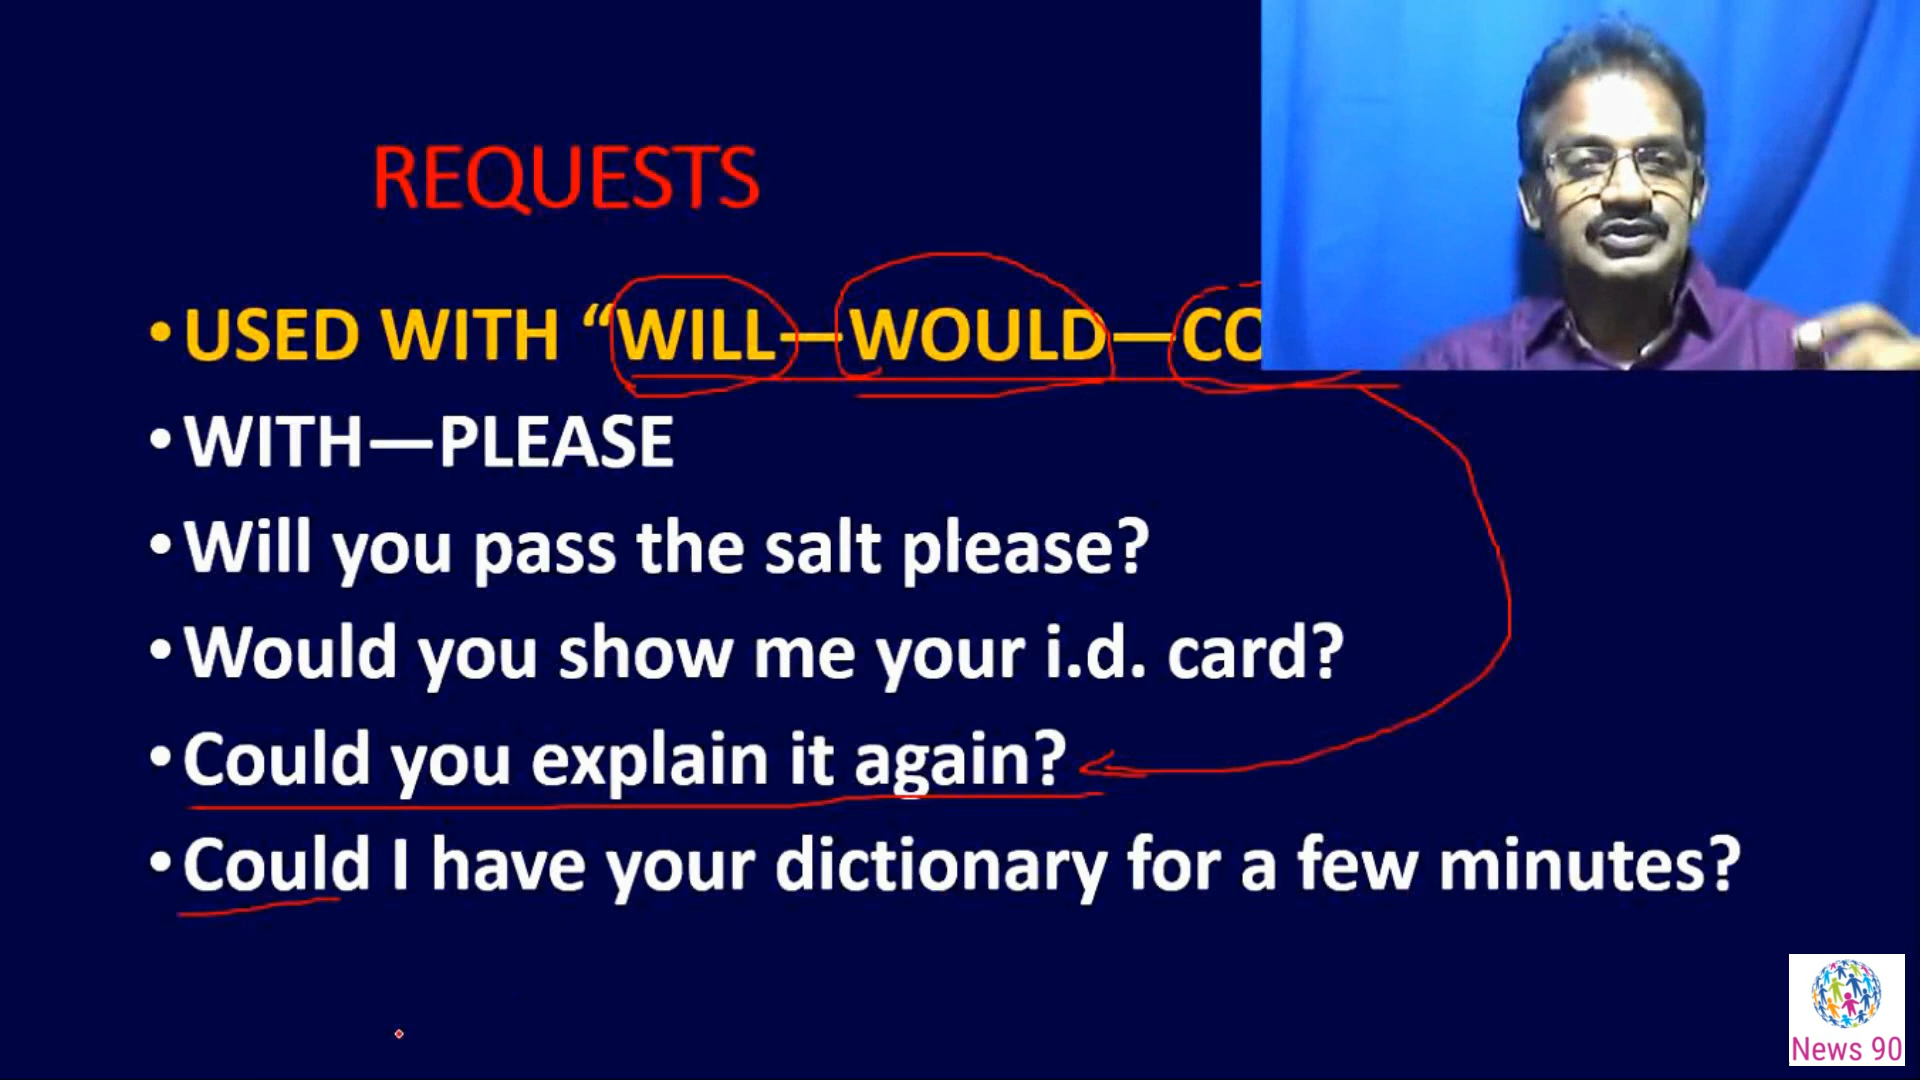 REQUESTS
• USED WITH “WILL—WOULD—CO
• WITH—PLEASE
• Will you pass the salt please?
• Would you show me your i.d. card?
• Could you explain it again?
• Could I have your dictionary for a few minutes?
News 90